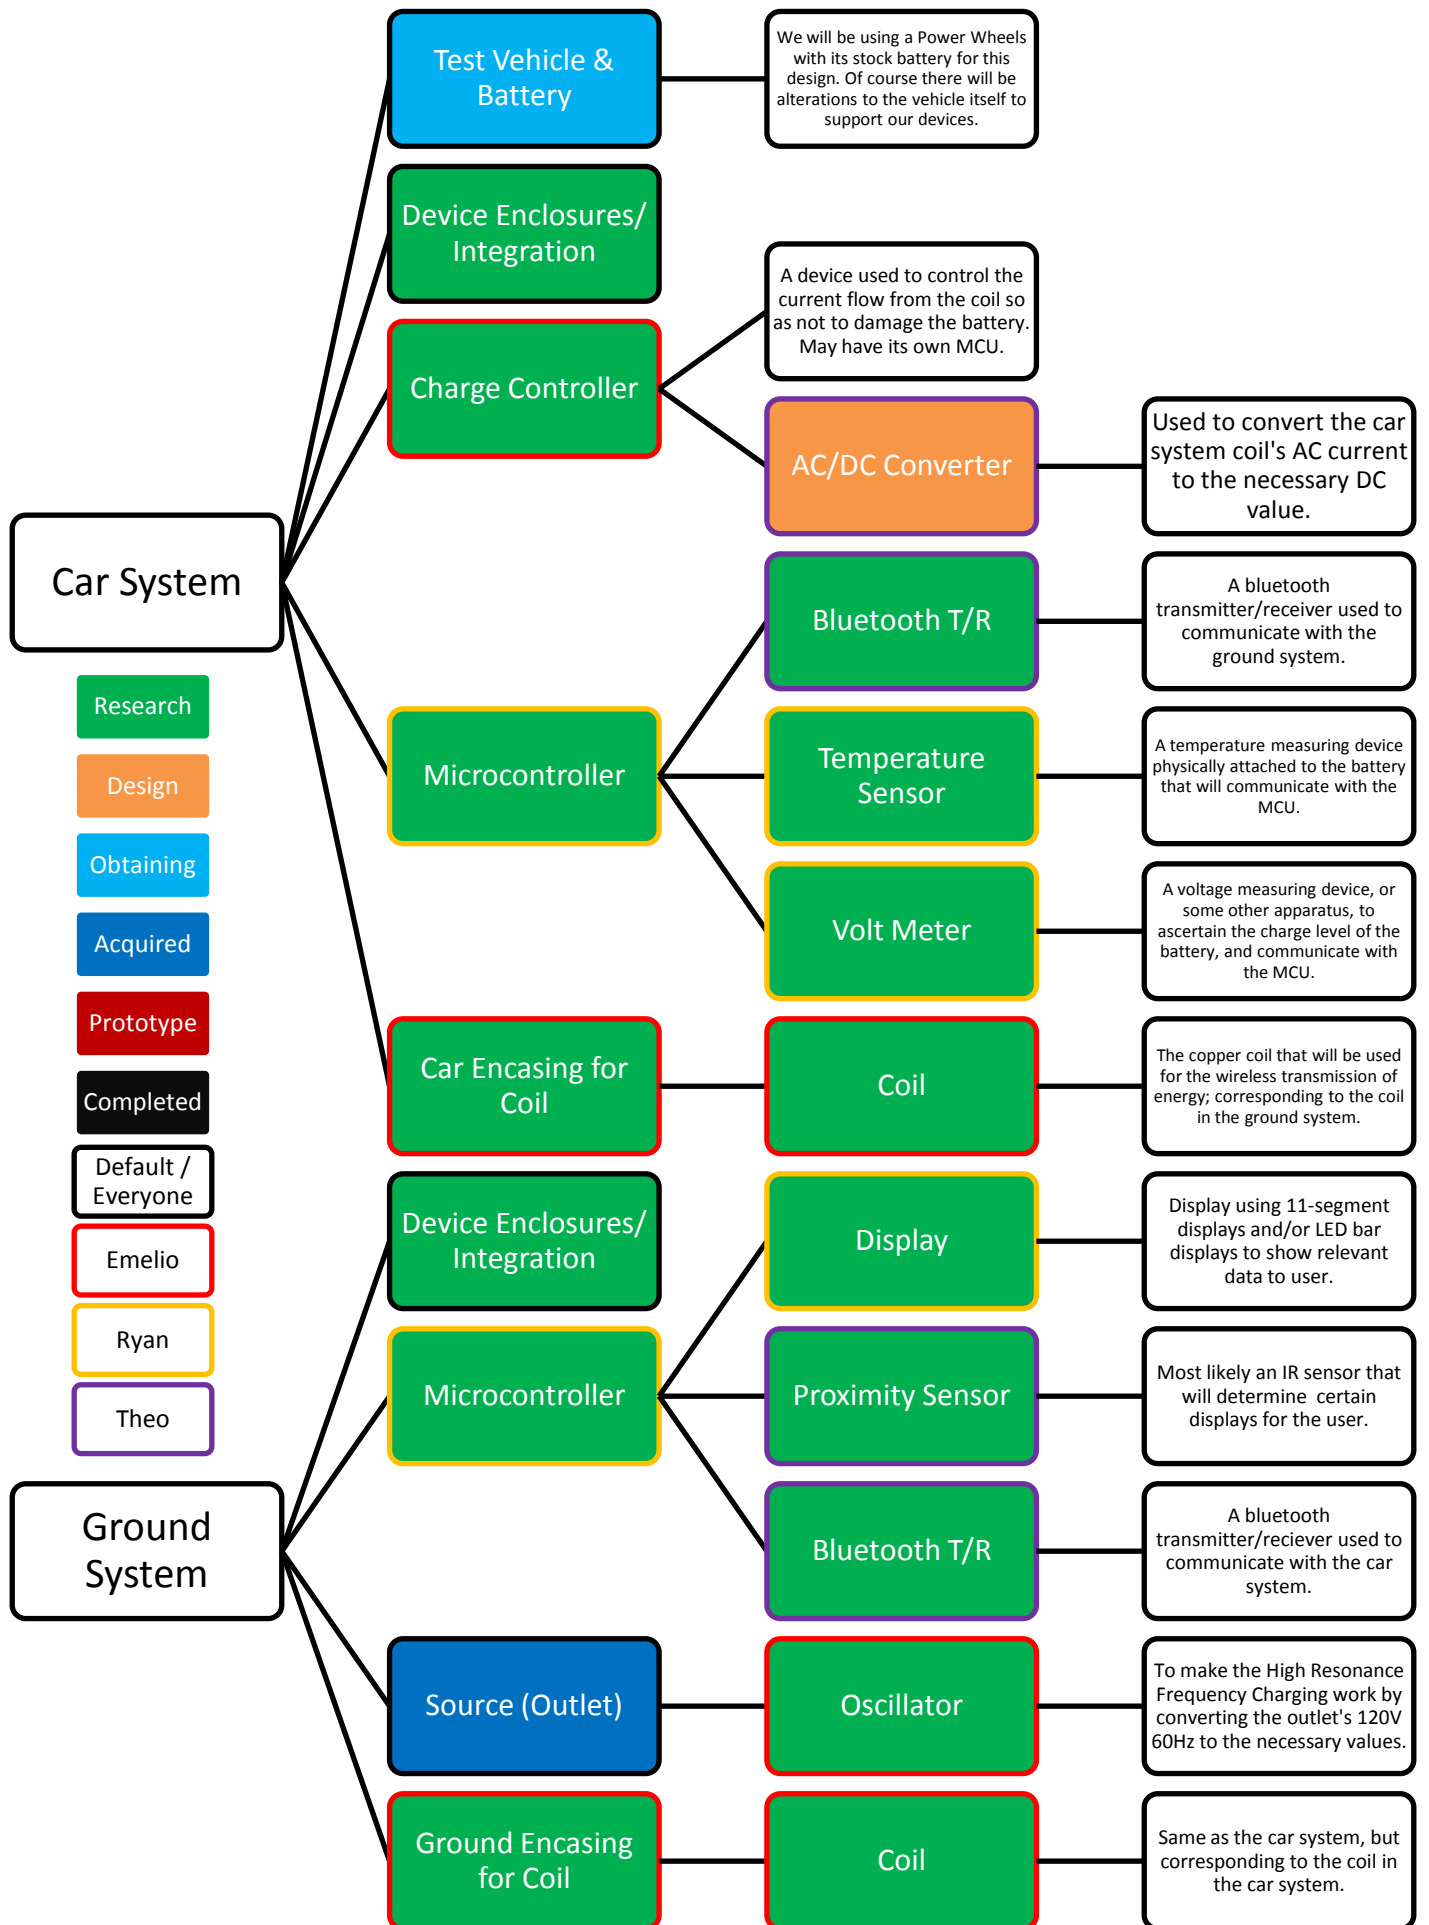 Test Vehicle &
Battery
We will be using a Power Wheels
with its stock battery for this
design. Of course there will be
alterations to the vehicle itself to
support our devices.
Device Enclosures/
Integration
Charge Controller
A device used to control the
current flow from the coil so
as not to damage the battery.
May have its own MCU.
AC/DC Converter
Used to convert the car
system coil's AC current
to the necessary DC
value.
Car System
Bluetooth T/R
A bluetooth
transmitter/receiver used to
communicate with the
ground system.
Microcontroller
Temperature
Sensor
A temperature measuring device
physically attached to the battery
that will communicate with the
MCU.
Volt Meter
A voltage measuring device, or
some other apparatus, to
ascertain the charge level of the
battery, and communicate with
the MCU.
Car Encasing for
Coil
Coil
The copper coil that will be used
for the wireless transmission of
energy; corresponding to the coil
in the ground system.
Research
Design
Obtaining
Acquired
Prototype
Completed
Default /
Everyone
Emelio
Ryan
Theo
Ground
System
Device Enclosures/
Integration
Microcontroller
Display
Display using 11-segment
displays and/or LED bar
displays to show relevant
data to user.
Proximity Sensor
Most likely an IR sensor that
will determine  certain
displays for the user.
Bluetooth T/R
A bluetooth
transmitter/reciever used to
communicate with the car
system.
Source (Outlet)
Oscillator
To make the High Resonance
Frequency Charging work by
converting the outlet's 120V
60Hz to the necessary values.
Ground Encasing
for Coil
Coil
Same as the car system, but
corresponding to the coil in
the car system.